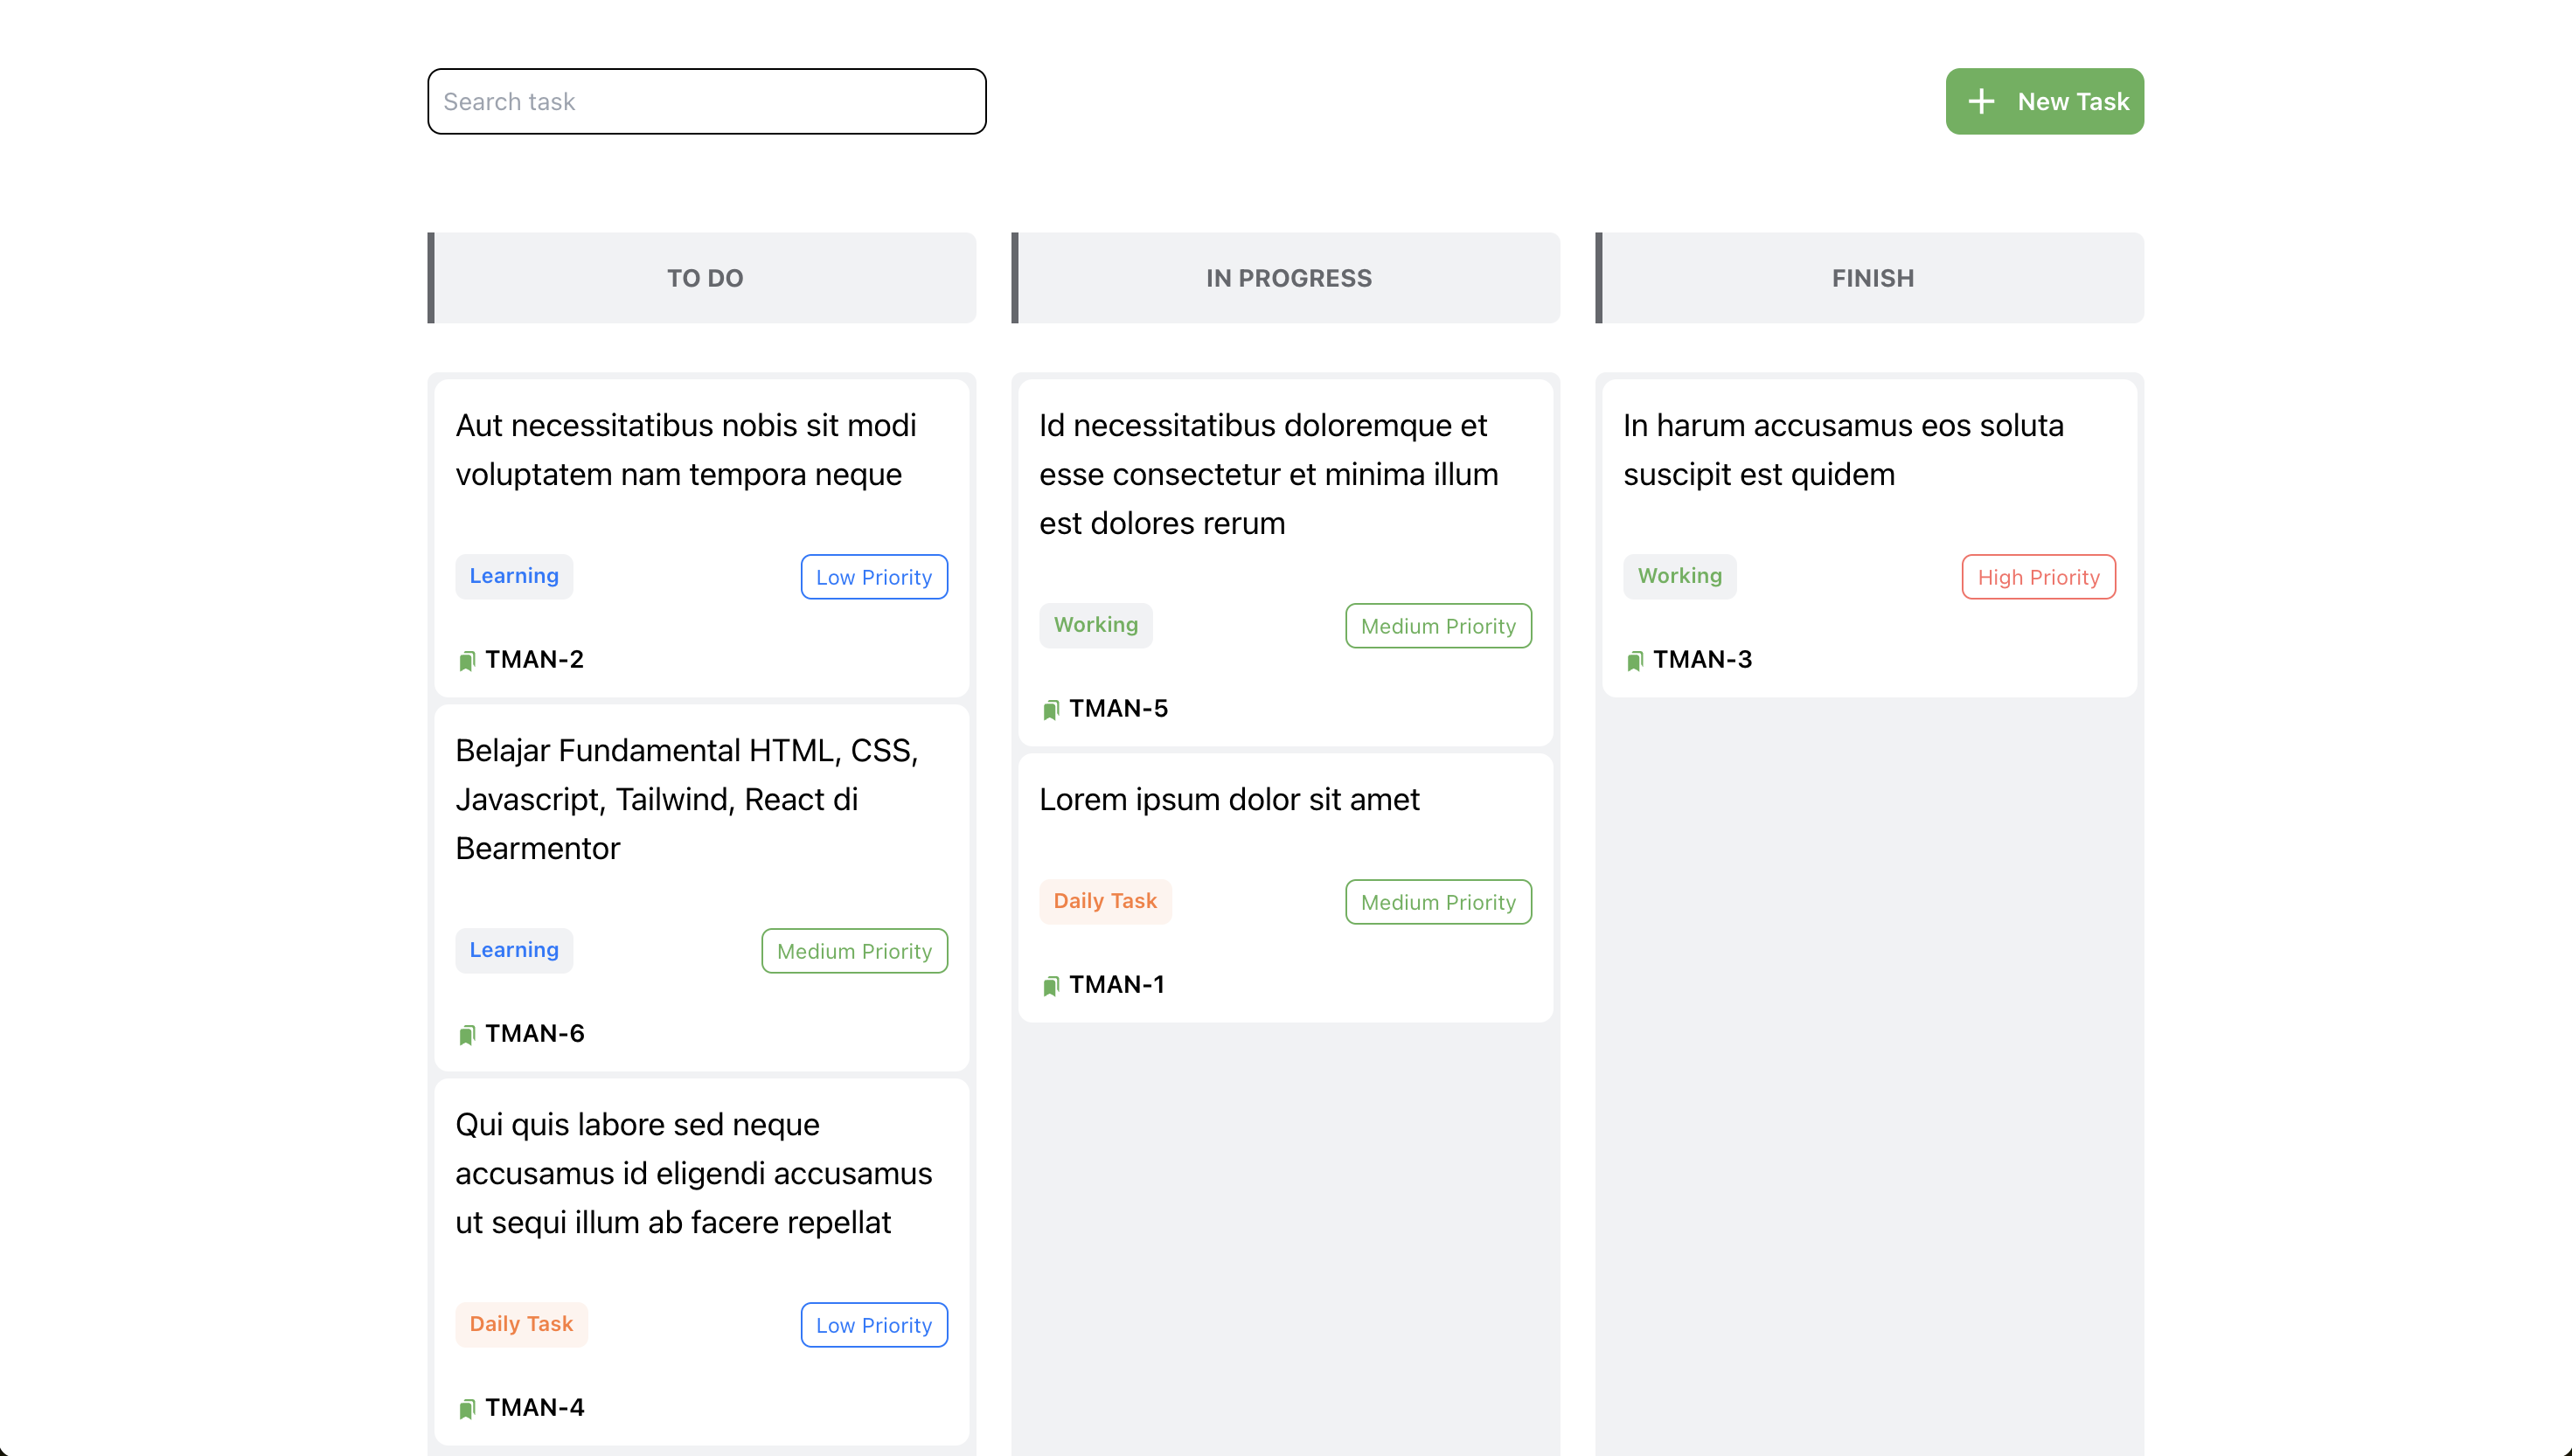 Search task
New Task
TO DO
Aut necessitatibus nobis sit modi
voluptatem nam tempora neque
Learning
Low Priority
TMAN-2
Belajar Fundamental HTML, CSS,
Javascript, Tailwind, React di
Bearmentor
Learning
Medium Priority
TMAN-6
Qui quis labore sed neque
accusamus id eligendi accusamus
ut sequi illum ab facere repellat
Daily Task
Low Priority
TMAN-4
IN PROGRESS
Id necessitatibus doloremque et
esse consectetur et minima illum
est dolores rerum
Working
Medium Priority
TMAN-5
Lorem ipsum dolor sit amet
Daily Task
Medium Priority
TMAN-1
FINISH
In harum accusamus eos soluta
suscipit est quidem
Working
High Priority
TMAN-3